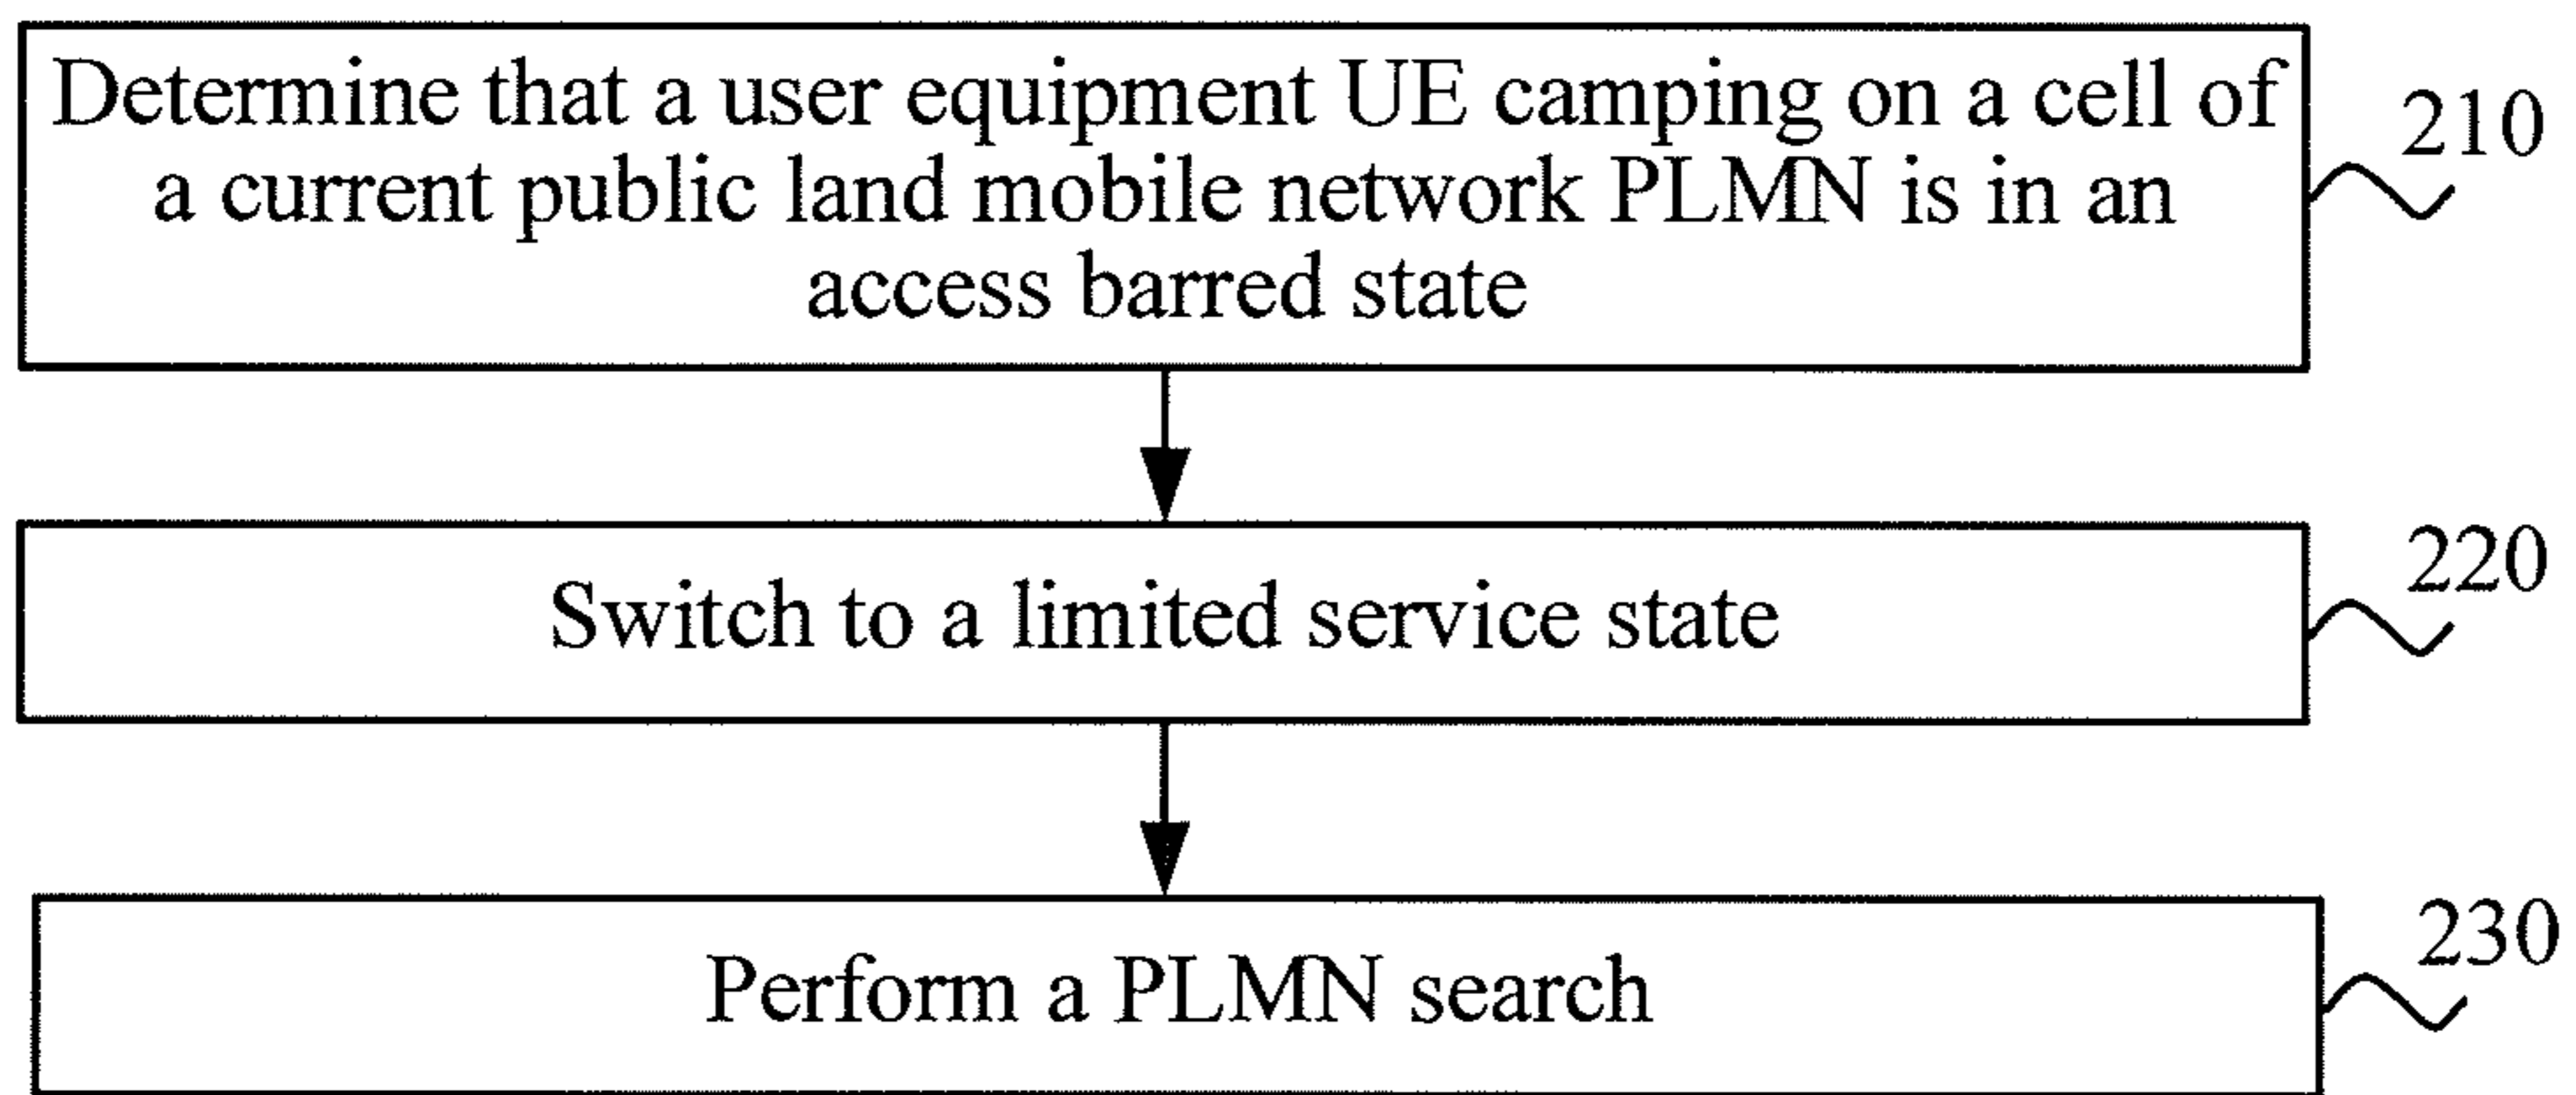 Determine that a user equipment UE camping on a cell of
a current public land mobile network PLMN is in an
access barred state
210
Switch to a limited service state
220
Perform a PLMN search
230